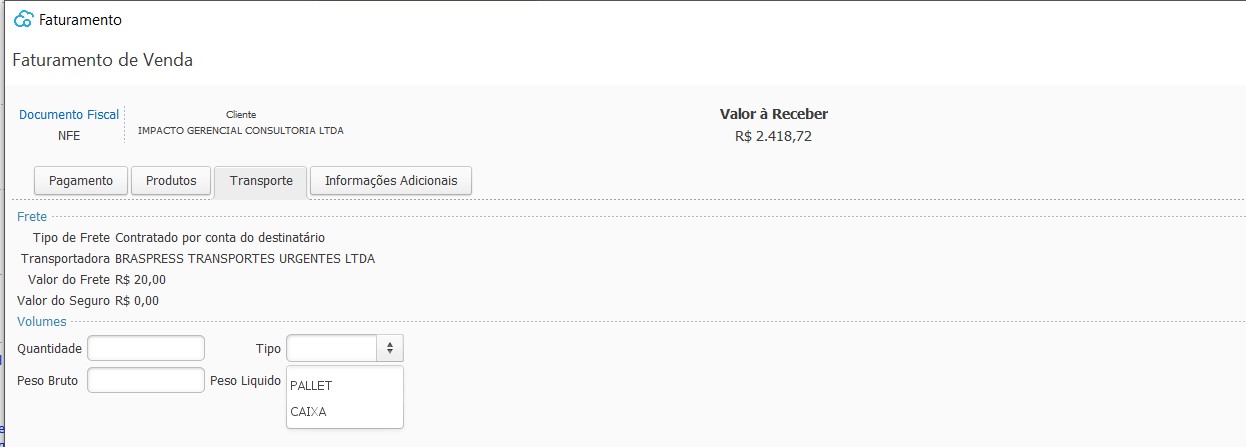 Faturamento
Faturamento de Venda
Documento Fiscal
NFE
Cliente
IMPACTO GERENCIAL CONSULTORIA LTDA
Valor à Receber
R$ 2.418,72
Pagamento Produtos Transporte Informações Adicionais
Frete
Tipo de Frete Contratado por conta do destinatário
Transportadora BRASPRESS TRANSPORTES URGENTES LTDA
Valor do Frete R$ 20,00
Valor do Seguro R$ 0,00
Volumes
Quantidade Tipo
Peso Bruto Peso Liquido
PALLET
CAIXA